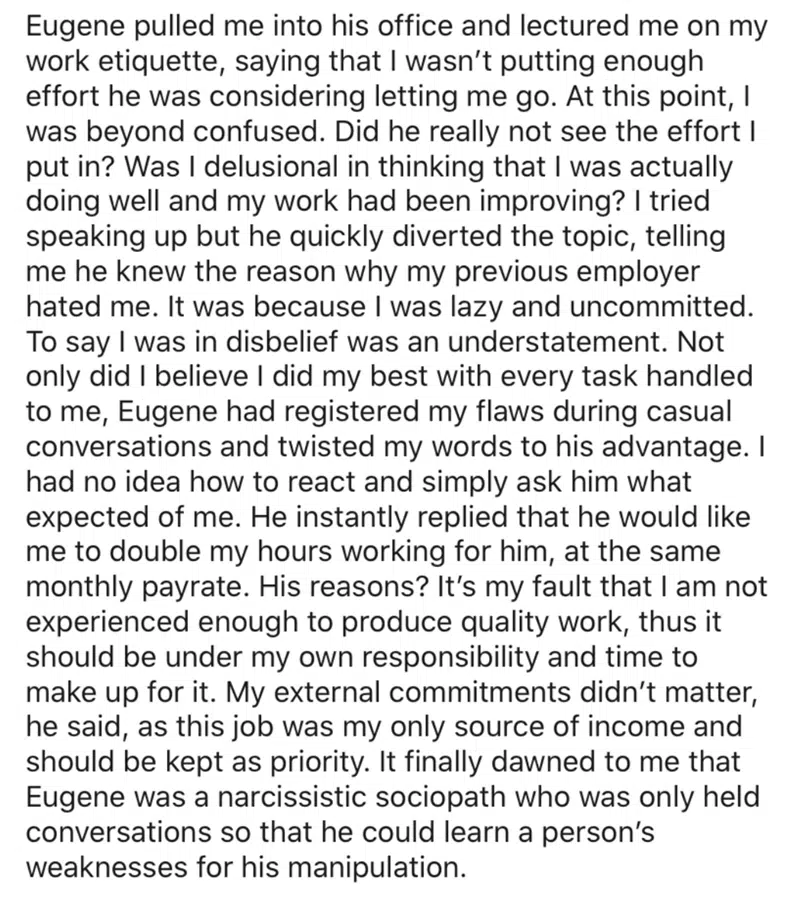 Eugene pulled me into his office and lectured me on my
work etiquette, saying that I wasn’t putting enough
effort he was considering letting me go. At this point, I
was beyond confused. Did he really not see the effort I
put in? Was I delusional in thinking that I was actually
doing well and my work had been improving? I tried
speaking up but he quickly diverted the topic, telling
me he knew the reason why my previous employer
hated me. It was because I was lazy and uncommitted.
To say I was in disbelief was an understatement. Not
only did I believe I did my best with every task handled
to me, Eugene had registered my flaws during casual
conversations and twisted my words to his advantage. I
had no idea how to react and simply ask him what
expected of me. He instantly replied that he would like
me to double my hours working for him, at the same
monthly payrate. His reasons? It’s my fault that I am not
experienced enough to produce quality work, thus it
should be under my own responsibility and time to
make up for it. My external commitments didn’t matter,
he said, as this job was my only source of income and
should be kept as priority. It finally dawned to me that
Eugene was a narcissistic sociopath who was only held
conversations so that he could learn a person’s
weaknesses for his manipulation.